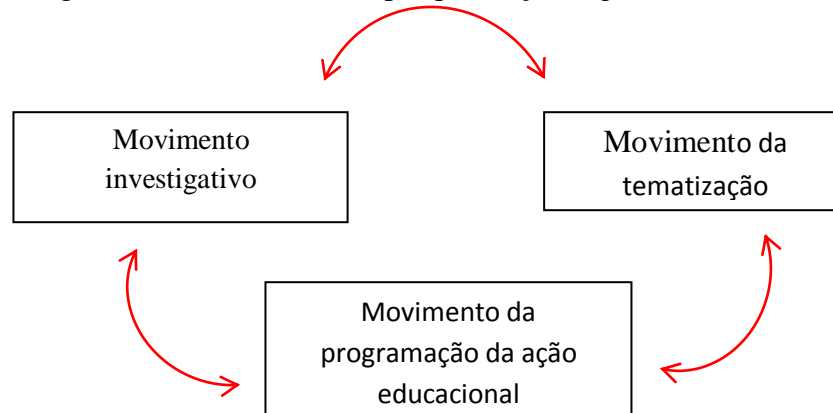 Movimento
investigativo
Movimento da
tematização
Movimento da
programação da ação
educacional